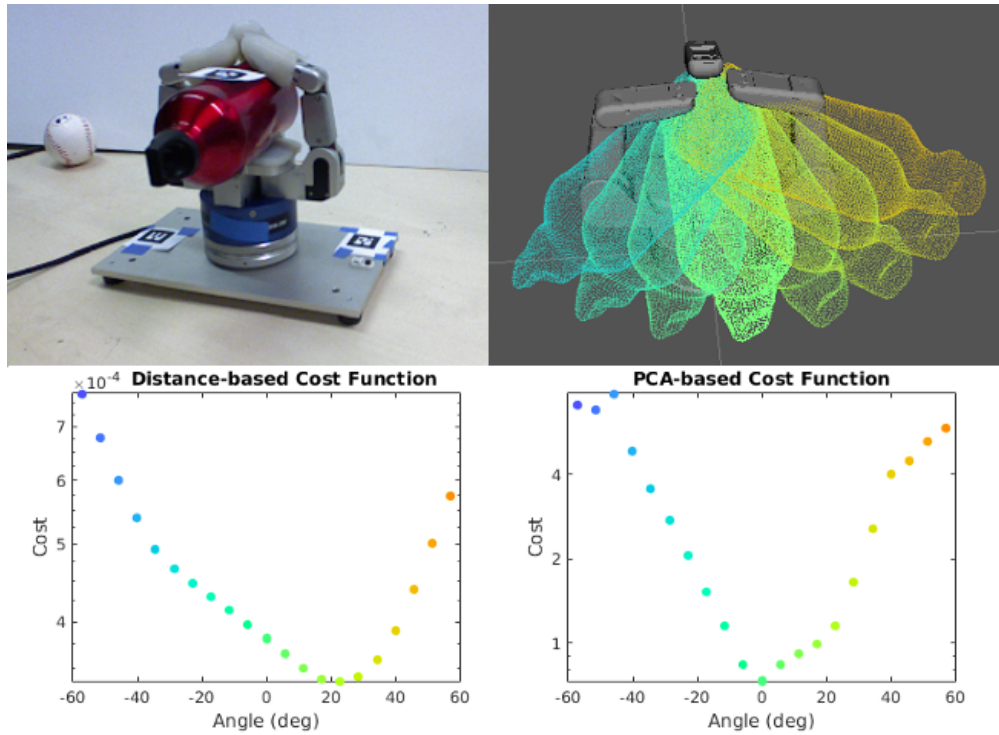 Distance-based Cost Function
×10⁻⁴
7
6
5
4
Cost
-60 -40 -20 0 20 40 60
Angle (deg)
PCA-based Cost Function
4
2
1
Cost
-60 -40 -20 0 20 40 60
Angle (deg)